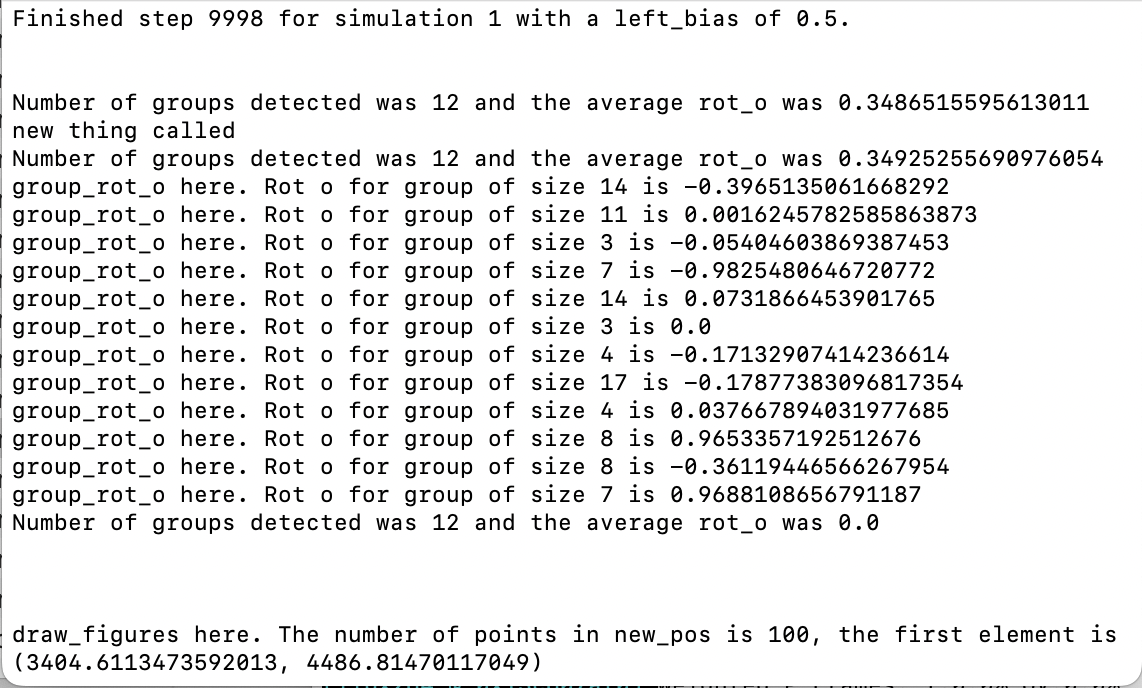 Finished step 9998 for simulation 1 with a left_bias of 0.5.
Number of groups detected was 12 and the average rot_o was 0.3486515595613011
new thing called
Number of groups detected was 12 and the average rot_o was 0.34925255690976054
group_rot_o here. Rot o for group of size 14 is -0.3965135061668292
group_rot_o here. Rot o for group of size 11 is 0.0016245782585863873
group_rot_o here. Rot o for group of size 3 is -0.05404603869387453
group_rot_o here. Rot o for group of size 7 is -0.9825480646720772
group_rot_o here. Rot o for group of size 14 is 0.0731866453901765
group_rot_o here. Rot o for group of size 3 is 0.0
group_rot_o here. Rot o for group of size 4 is -0.17132907414236614
group_rot_o here. Rot o for group of size 17 is -0.17877383096817354
group_rot_o here. Rot o for group of size 4 is 0.037667894031977685
group_rot_o here. Rot o for group of size 8 is 0.9653357192512676
group_rot_o here. Rot o for group of size 8 is -0.36119446566267954
group_rot_o here. Rot o for group of size 7 is 0.9688108656791187
Number of groups detected was 12 and the average rot_o was 0.0
draw_figures here. The number of points in new_pos is 100, the first element is
(3404.6113473592013, 4486.81470117049)